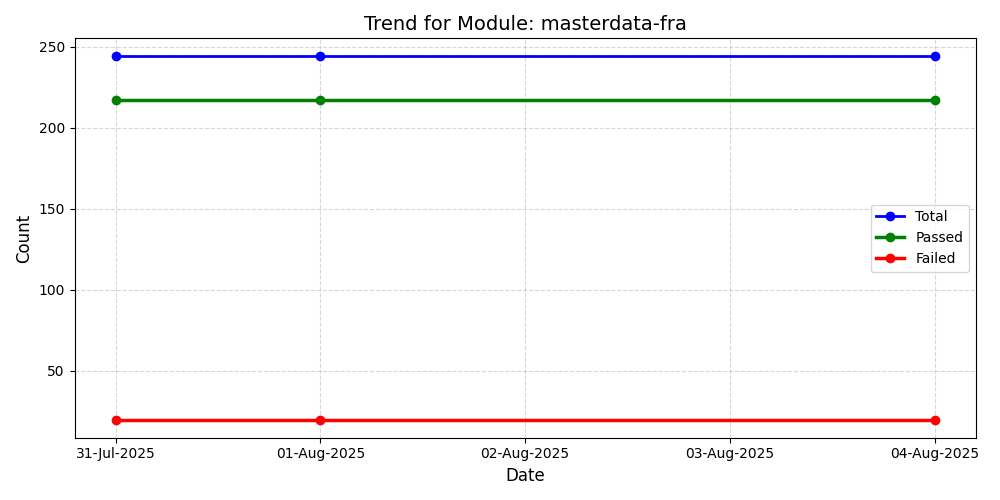 Trend for Module: masterdata-fra
250
200
150
100
50
Count
Total
Passed
Failed
31-Jul-2025 01-Aug-2025 02-Aug-2025 03-Aug-2025 04-Aug-2025
Date